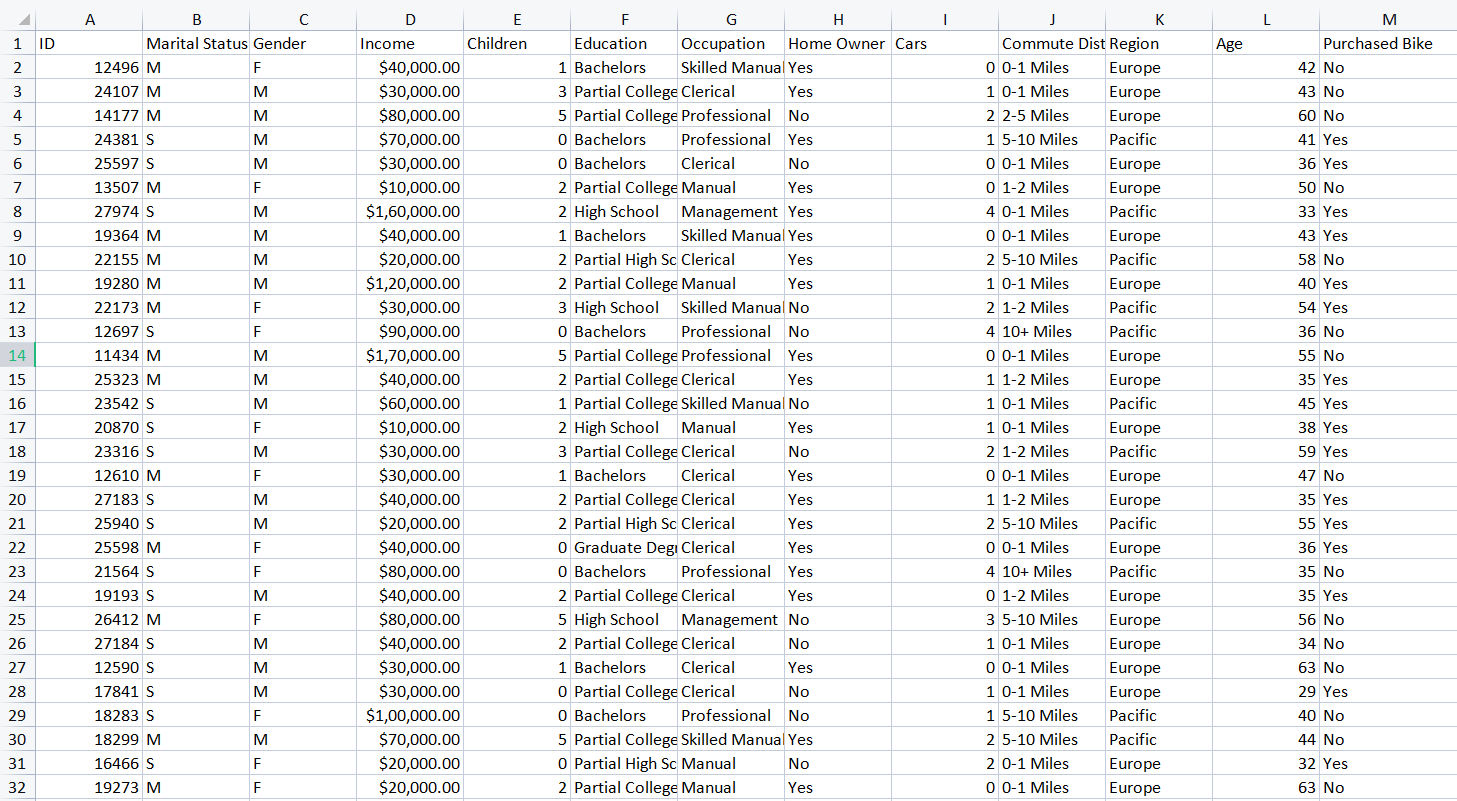 A B C D E F G H I J K L M
1 ID Marital Status Gender Income Children Education Occupation Home Owner Cars Commute Dist Region Age Purchased Bike
2 12496 M F $40,000.00 1 Bachelors Skilled Manual Yes 0 0-1 Miles Europe 42 No
3 24107 M M $30,000.00 3 Partial College Clerical Yes 1 0-1 Miles Europe 43 No
4 14177 M M $80,000.00 5 Partial College Professional No 2 2-5 Miles Europe 60 No
5 24381 S M $70,000.00 0 Bachelors Professional Yes 1 5-10 Miles Pacific 41 Yes
6 25597 S M $30,000.00 0 Bachelors Clerical No 0 0-1 Miles Europe 36 Yes
7 13507 M F $10,000.00 2 Partial College Manual Yes 0 1-2 Miles Europe 50 No
8 27974 S M $1,60,000.00 2 High School Management Yes 4 0-1 Miles Pacific 33 Yes
9 19364 M M $40,000.00 1 Bachelors Skilled Manual Yes 0 0-1 Miles Europe 43 Yes
10 22155 M M $20,000.00 2 Partial High Sc Clerical Yes 2 5-10 Miles Pacific 58 No
11 19280 M M $1,20,000.00 2 Partial College Manual Yes 1 0-1 Miles Europe 40 Yes
12 22173 M F $30,000.00 3 High School Skilled Manual No 2 1-2 Miles Pacific 54 Yes
13 12697 S F $90,000.00 0 Bachelors Professional No 4 10+ Miles Pacific 36 No
14 11434 M M $1,70,000.00 5 Partial College Professional Yes 0 0-1 Miles Europe 55 No
15 25323 M M $40,000.00 2 Partial College Clerical Yes 1 1-2 Miles Europe 35 Yes
16 23542 S M $60,000.00 1 Partial College Skilled Manual No 1 0-1 Miles Pacific 45 Yes
17 20870 S F $10,000.00 2 High School Manual Yes 1 0-1 Miles Europe 38 Yes
18 23316 S M $30,000.00 3 Partial College Clerical No 2 1-2 Miles Pacific 59 Yes
19 12610 M F $30,000.00 1 Bachelors Clerical Yes 0 0-1 Miles Europe 47 No
20 27183 S M $40,000.00 2 Partial College Clerical Yes 1 1-2 Miles Europe 35 Yes
21 25940 S M $20,000.00 2 Partial High Sc Clerical Yes 2 5-10 Miles Pacific 55 Yes
22 25598 M F $40,000.00 0 Graduate Degr Clerical Yes 0 0-1 Miles Europe 36 Yes
23 21564 S F $80,000.00 0 Bachelors Professional Yes 4 10+ Miles Pacific 35 No
24 19193 S M $40,000.00 2 Partial College Clerical Yes 0 1-2 Miles Europe 35 Yes
25 26412 M F $80,000.00 5 High School Management No 3 5-10 Miles Europe 56 No
26 27184 S M $40,000.00 2 Partial College Clerical No 1 0-1 Miles Europe 34 No
27 12590 S M $30,000.00 1 Bachelors Clerical Yes 0 0-1 Miles Europe 63 No
28 17841 S M $30,000.00 0 Partial College Clerical No 1 0-1 Miles Europe 29 Yes
29 18283 S F $1,00,000.00 0 Bachelors Professional No 1 5-10 Miles Pacific 40 No
30 18299 M M $70,000.00 5 Partial College Skilled Manual Yes 2 5-10 Miles Pacific 44 No
31 16466 S F $20,000.00 0 Partial High Sc Manual No 2 0-1 Miles Europe 32 Yes
32 19273 M F $20,000.00 2 Partial College Manual Yes 0 0-1 Miles Europe 63 No